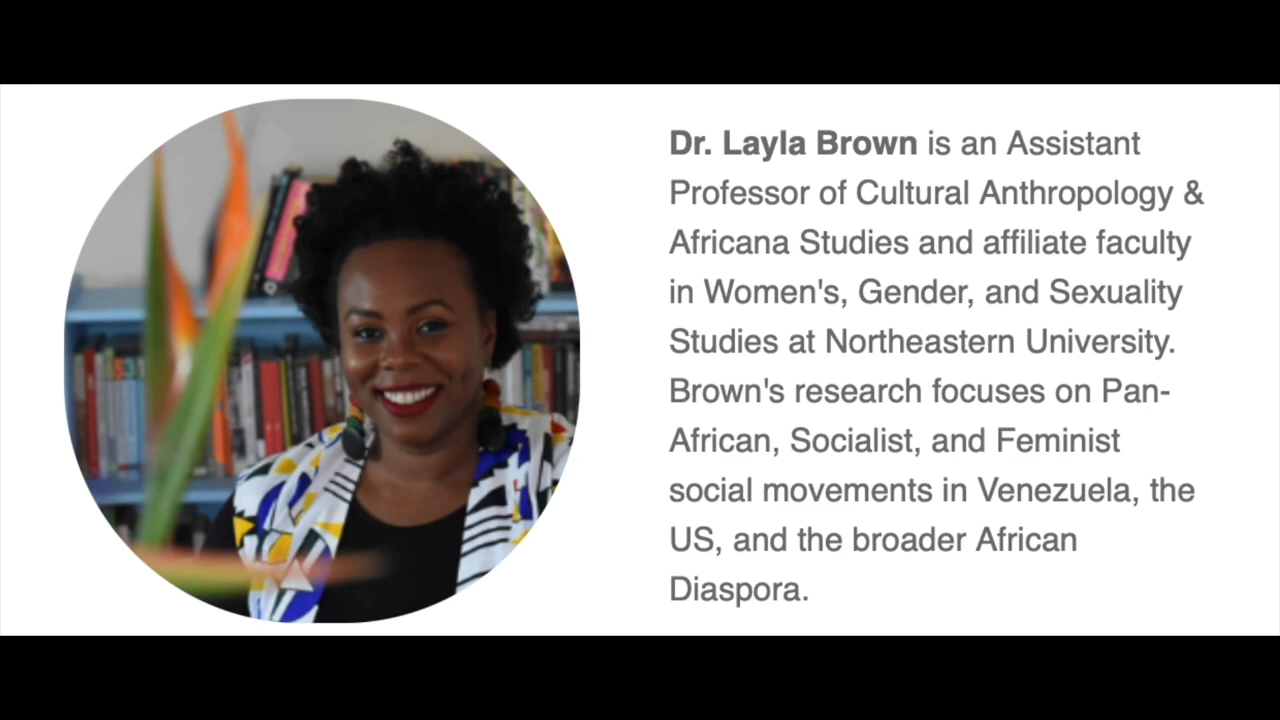 Dr. Layla Brown is an Assistant
Professor of Cultural Anthropology &
Africana Studies and affiliate faculty
in Women's, Gender, and Sexuality
Studies at Northeastern University.
Brown's research focuses on Pan-
African, Socialist, and Feminist
social movements in Venezuela, the
US, and the broader African
Diaspora.